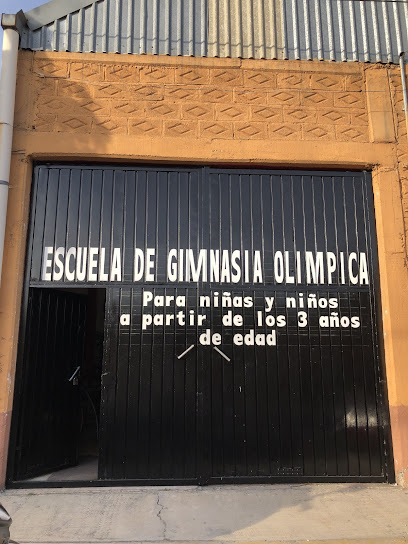 ESCUELA DE GIMNASIA OLIMPICA
Para niñas y niños
a partir de los 3 años
de edad